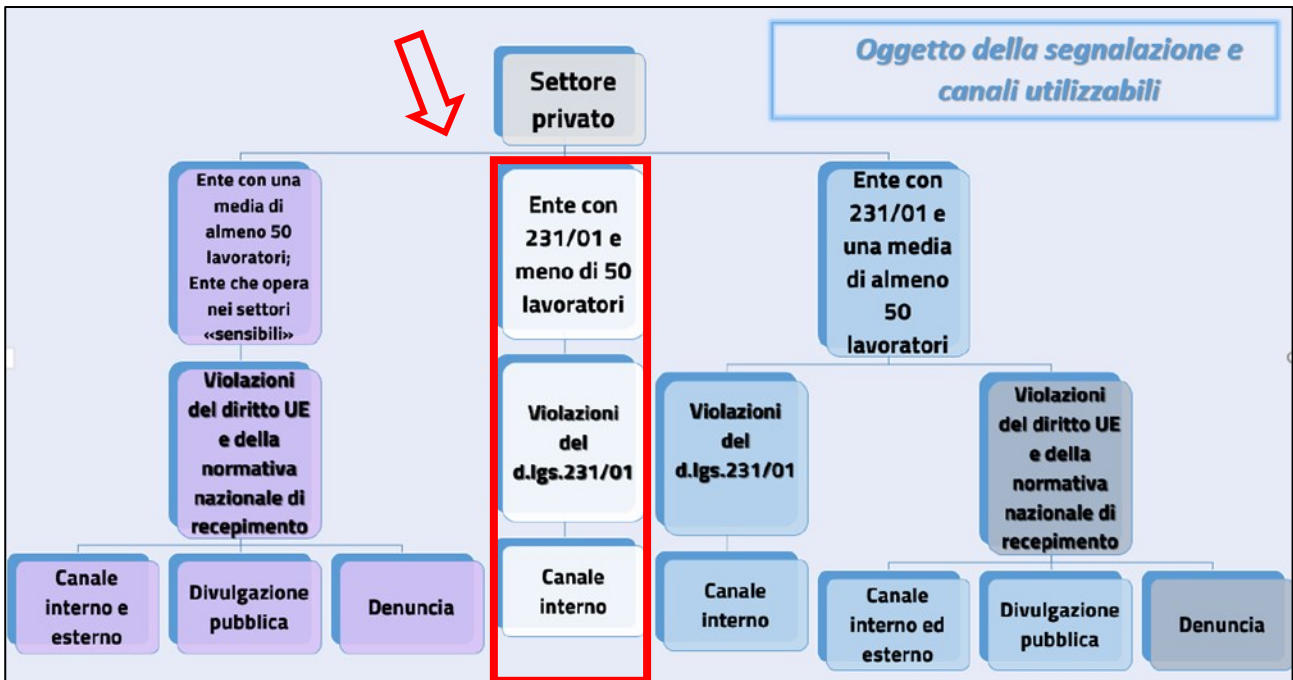 Oggetto della segnalazione e
canali utilizzabili
Settore
privato
Ente con una
media di
almeno 50
lavoratori;
Ente che opera
nei settori
«sensibili»
Ente con
231/01 e
meno di 50
lavoratori
Ente con
231/01 e
una media
di almeno
50
lavoratori
Violazioni
del diritto UE
e della
normativa
nazionale di
recepimento
Violazioni
del
d.lgs.231/01
Violazioni
del
d.lgs.231/01
Violazioni
del diritto UE
e della
normativa
nazionale di
recepimento
Canale
interno e
esterno
Divulgazione
pubblica
Denuncia
Canale
interno
Canale
interno
Canale
interno ed
esterno
Divulgazione
pubblica
Denuncia